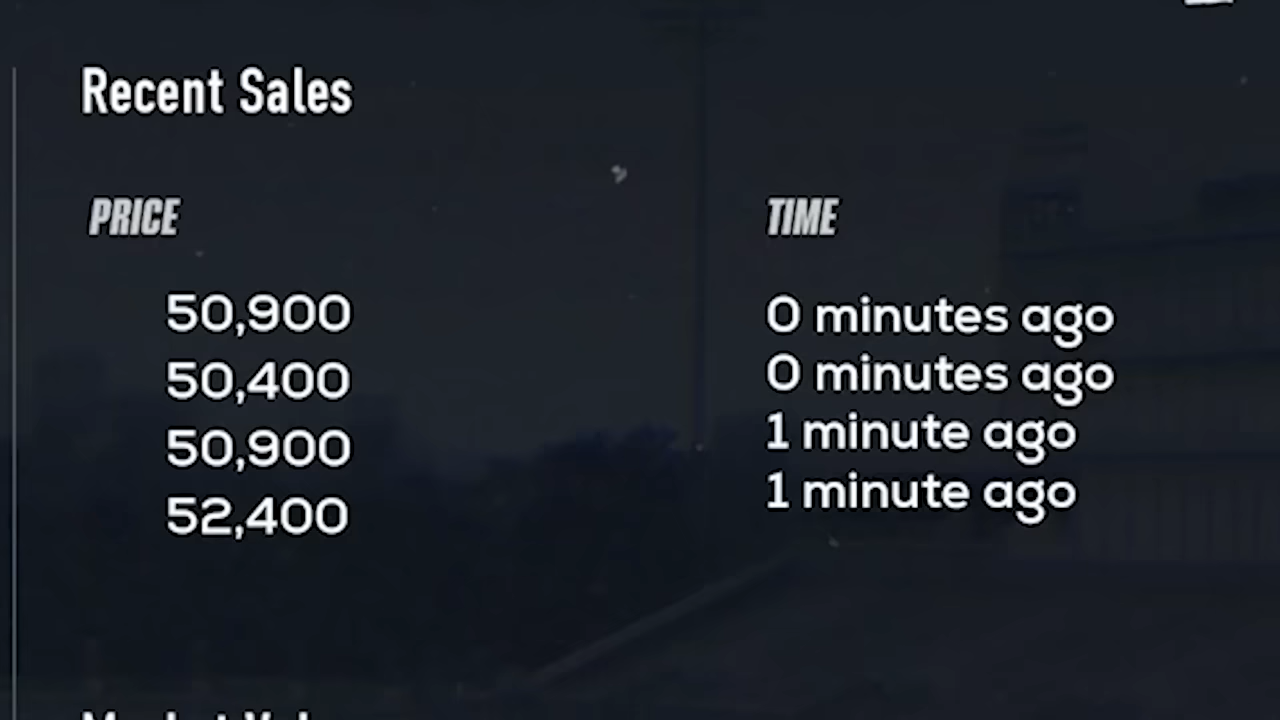 Recent Sales
PRICE TIME
50,900 0 minutes ago
50,400 0 minutes ago
50,900 1 minute ago
52,400 1 minute ago